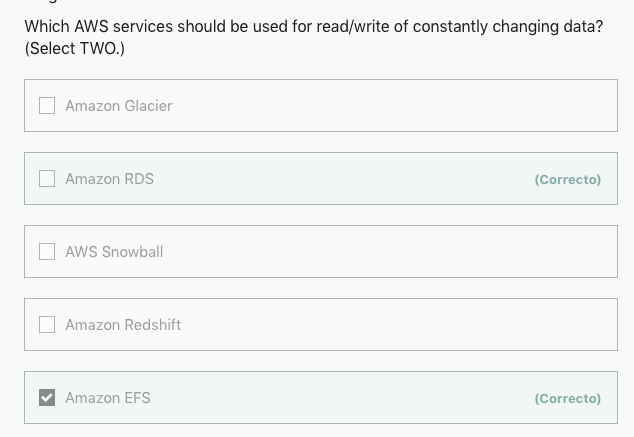 Which AWS services should be used for read/write of constantly changing data?
(Select TWO.)
Amazon Glacier
Amazon RDS (Correcto)
AWS Snowball
Amazon Redshift
Amazon EFS (Correcto)